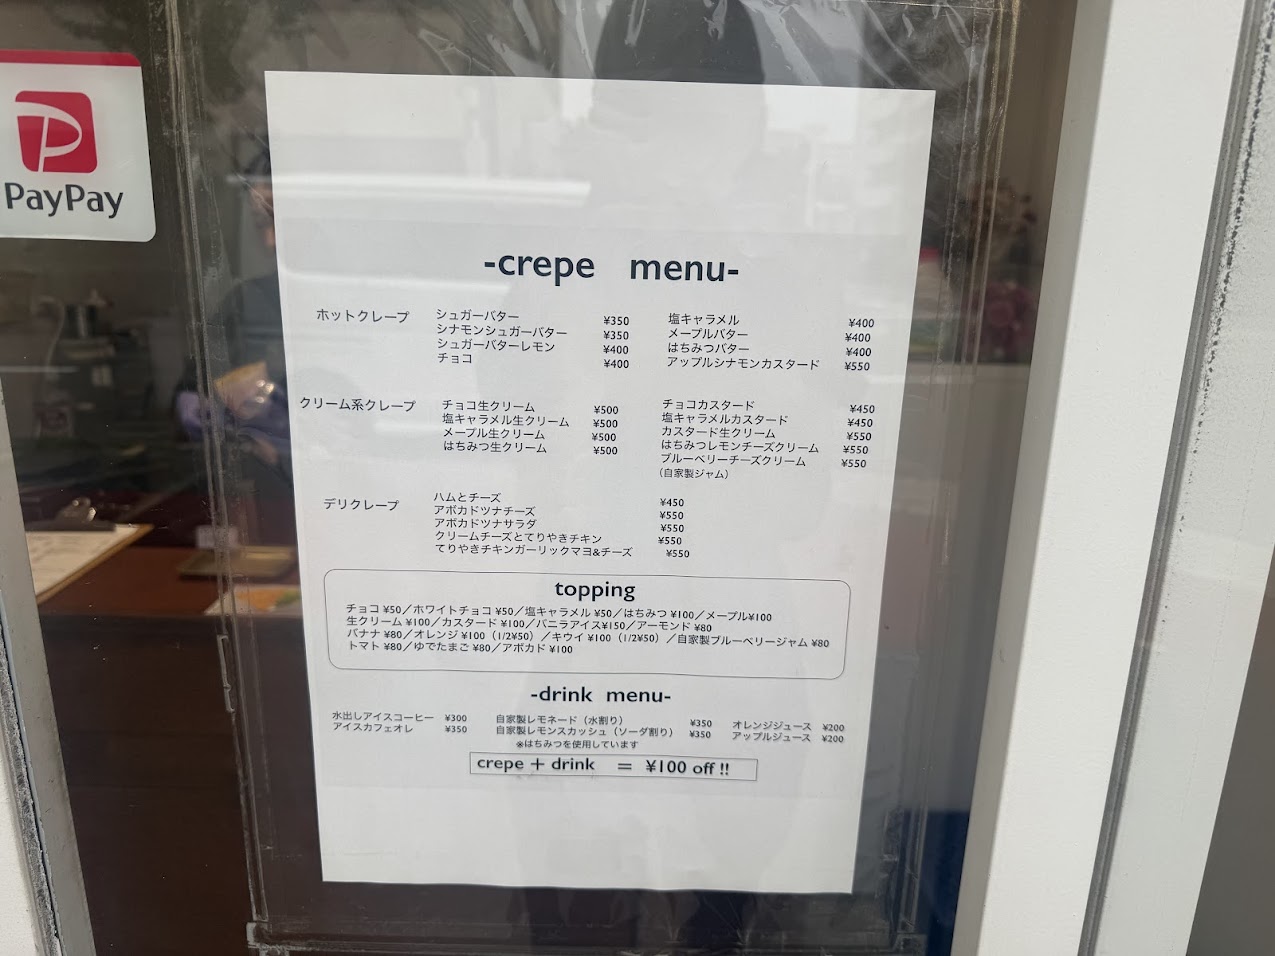 PayPay
-crepe menu-
ホットクレープ シュガーバター ¥350 塩キャラメル ¥400
シナモンシュガーバター ¥350 メープルバター ¥400
シュガーバターレモン ¥400 はちみつバター ¥400
チョコ ¥400 アップルシナモンカスタード ¥550
クリーム系クレープ チョコ生クリーム ¥500 チョコカスタード ¥450
塩キャラメル生クリーム ¥500 塩キャラメルカスタード ¥450
メープル生クリーム ¥500 カスタード生クリーム ¥550
はちみつ生クリーム ¥500 はちみつレモンチーズクリーム ¥550
ブルーベリーチーズクリーム ¥550
（自家製ジャム）
デリクレープ ハムとチーズ ¥450
アボカドツナチーズ ¥550
アボカドツナサラダ ¥550
クリームチーズとてりやきチキン ¥550
てりやきチキンガーリックマヨ&チーズ ¥550
topping
チョコ ¥50／ホワイトチョコ ¥50／塩キャラメル ¥50／はちみつ ¥100／メープル¥100
生クリーム ¥100／カスタード ¥100／バニラアイス¥150／アーモンド ¥80
バナナ ¥80／オレンジ ¥100（1/2¥50）／キウイ ¥100（1/2¥50）／自家製ブルーベリージャム ¥80
トマト ¥80／ゆでたまご ¥80／アボカド ¥100
-drink menu-
水出しアイスコーヒー ¥300 自家製レモネード（水割り） ¥350 オレンジジュース ¥200
アイスカフェオレ ¥350 自家製レモンスカッシュ（ソーダ割り） ¥350 アップルジュース ¥200
※はちみつを使用しています
crepe + drink = ¥100 off !!